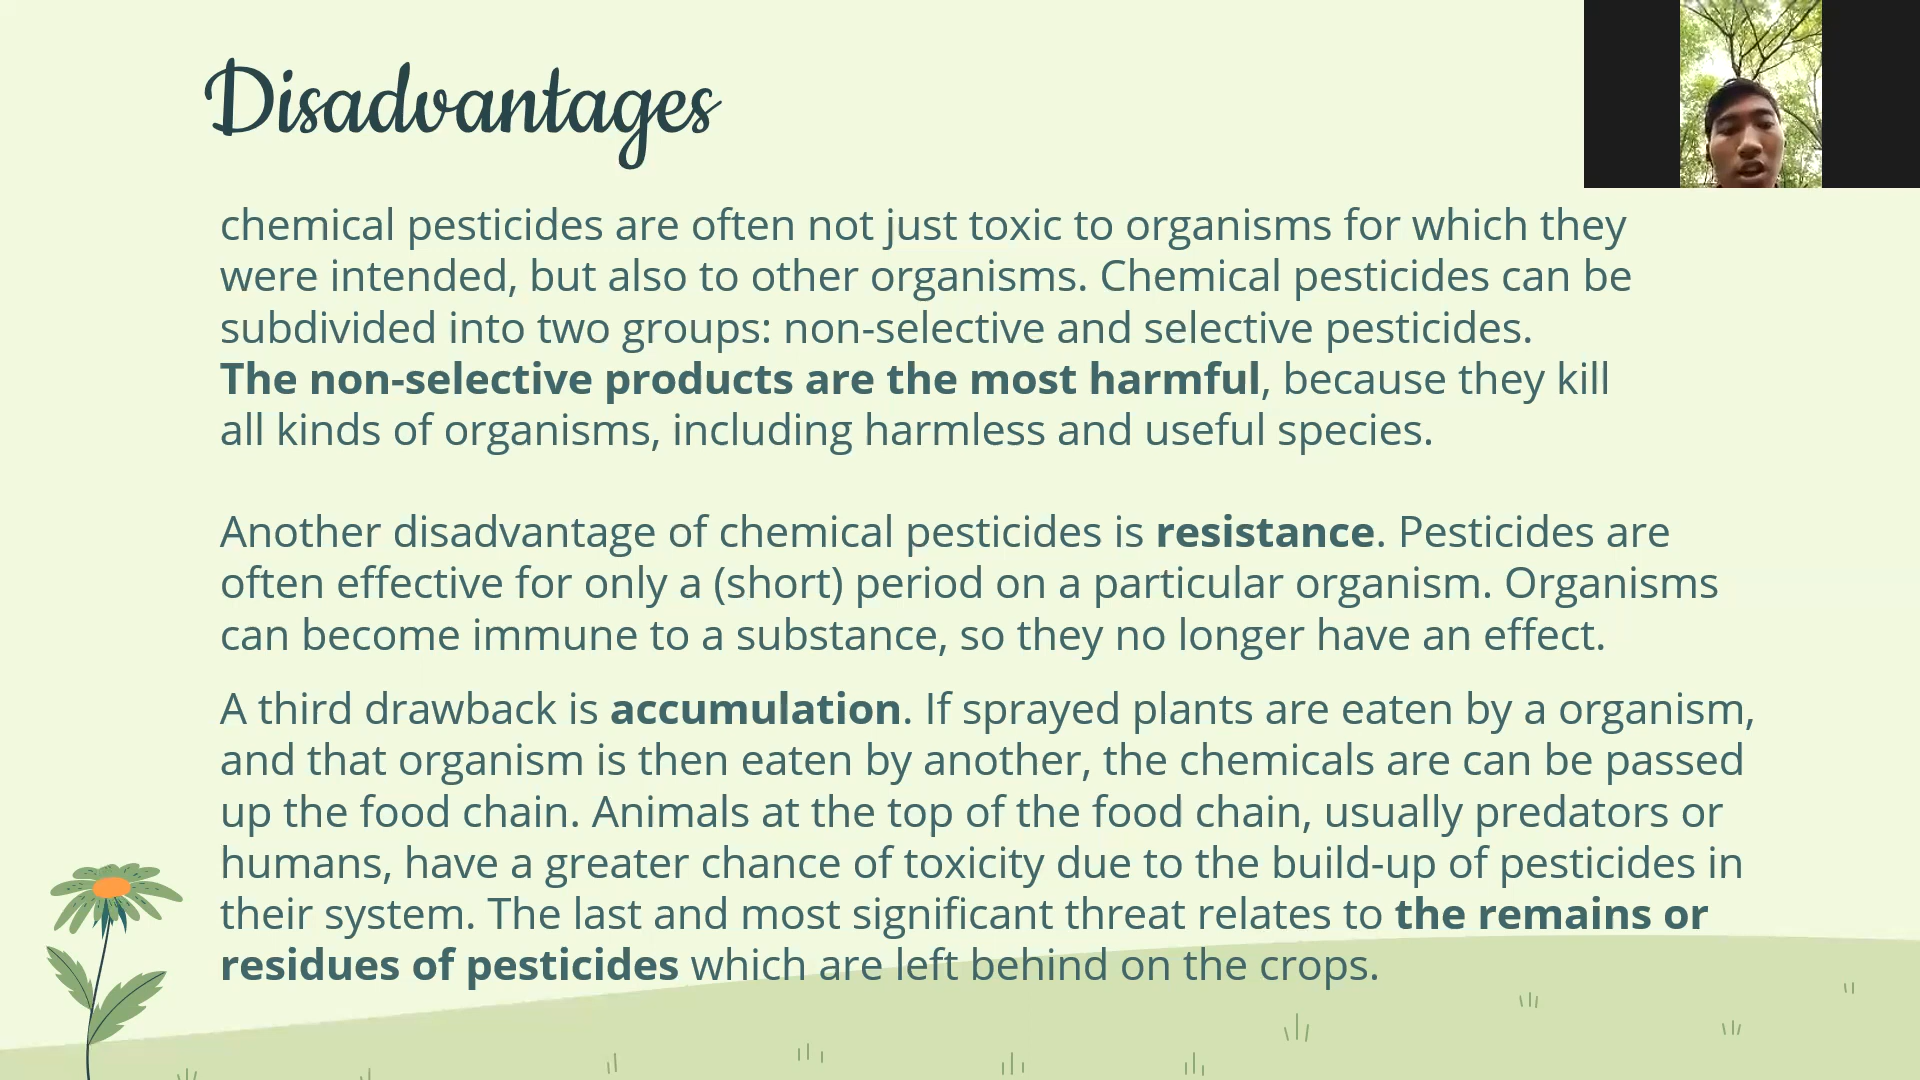 Disadvantages
chemical pesticides are often not just toxic to organisms for which they
were intended, but also to other organisms. Chemical pesticides can be
subdivided into two groups: non-selective and selective pesticides.
The non-selective products are the most harmful, because they kill
all kinds of organisms, including harmless and useful species.
Another disadvantage of chemical pesticides is resistance. Pesticides are
often effective for only a (short) period on a particular organism. Organisms
can become immune to a substance, so they no longer have an effect.
A third drawback is accumulation. If sprayed plants are eaten by a organism,
and that organism is then eaten by another, the chemicals are can be passed
up the food chain. Animals at the top of the food chain, usually predators or
humans, have a greater chance of toxicity due to the build-up of pesticides in
their system. The last and most significant threat relates to the remains or
residues of pesticides which are left behind on the crops.